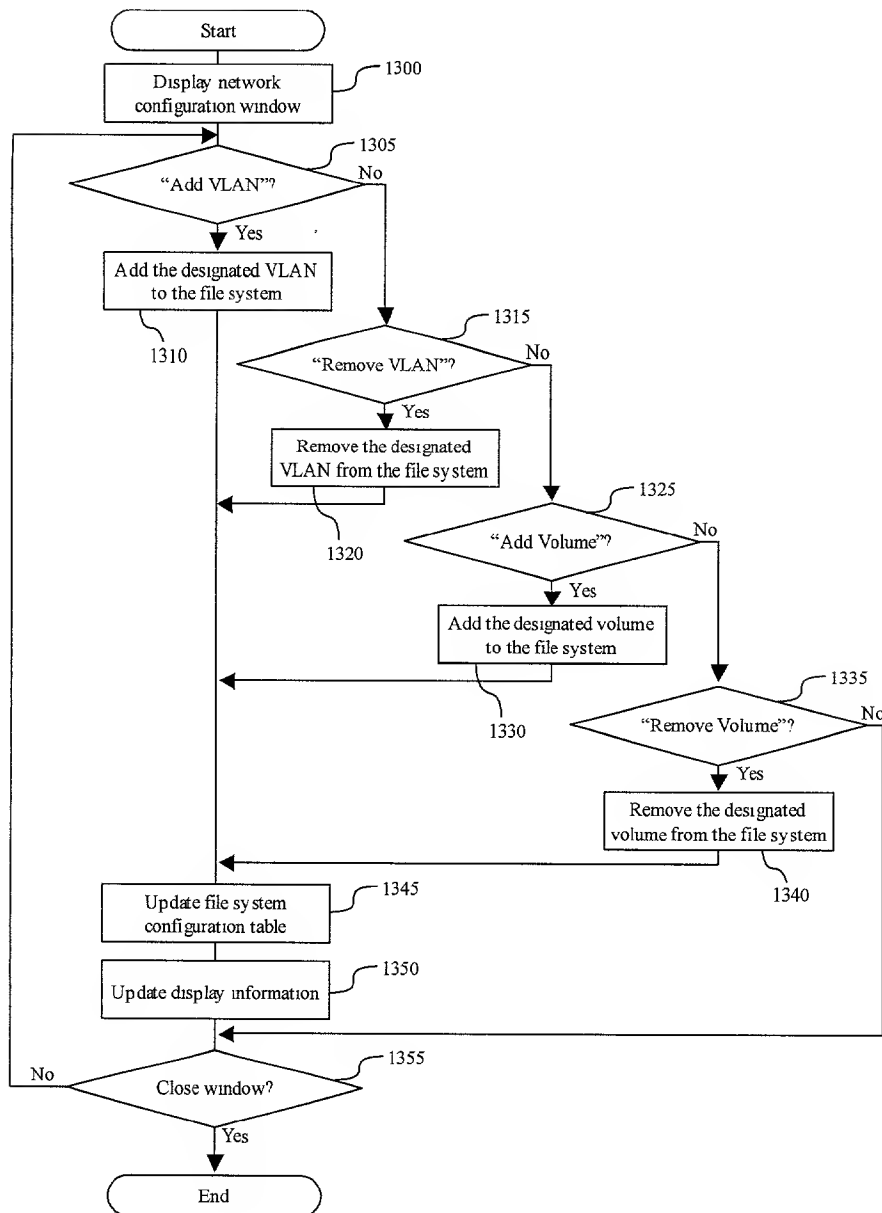 Start
Display network
configuration window
1300
1305
"Add VLAN"?
No
Yes
Add the designated VLAN
to the file system
1310
1315
"Remove VLAN"?
No
Yes
Remove the designated
VLAN from the file system
1320
1325
"Add Volume"?
No
Yes
Add the designated volume
to the file system
1330
1335
"Remove Volume"?
No
Yes
Remove the designated
volume from the file system
1340
1345
Update file system
configuration table
1350
Update display information
1355
No
Close window?
Yes
End